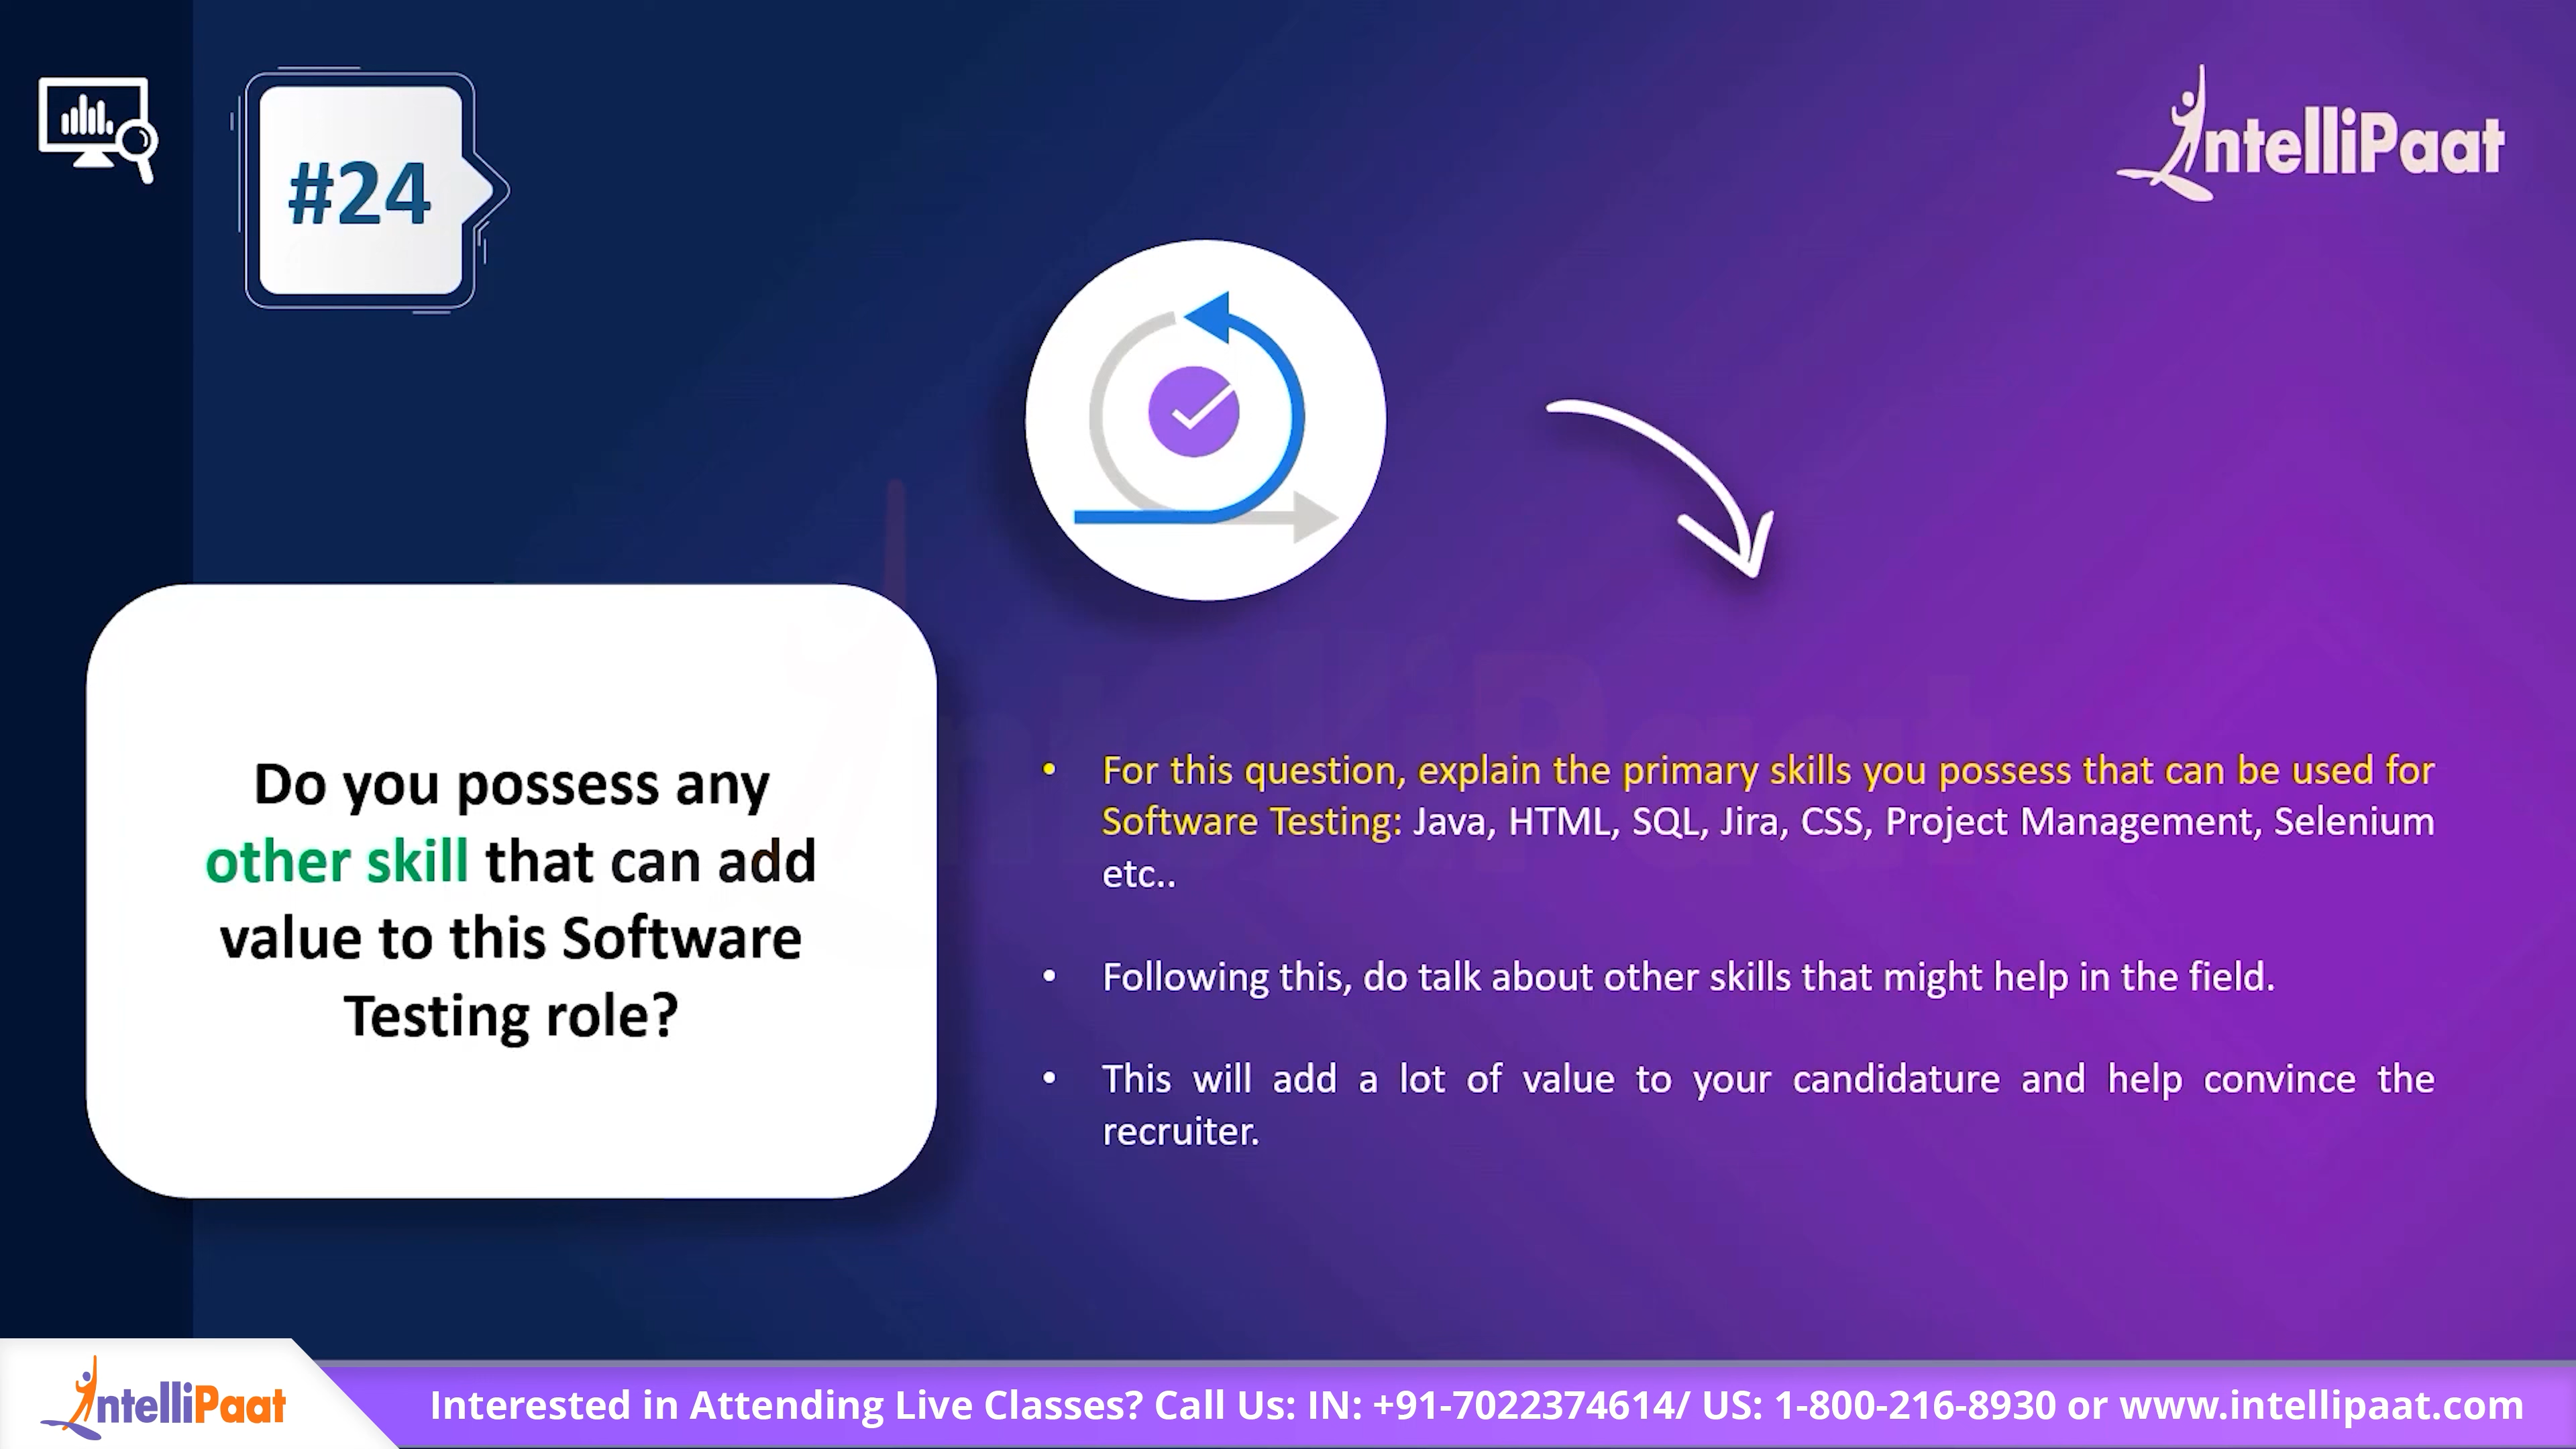 #24
IntelliPaat
Do you possess any
other skill that can add
value to this Software
Testing role?
• For this question, explain the primary skills you possess that can be used for
Software Testing: Java, HTML, SQL, Jira, CSS, Project Management, Selenium
etc..
• Following this, do talk about other skills that might help in the field.
• This will add a lot of value to your candidature and help convince the
recruiter.
IntelliPaat
Interested in Attending Live Classes? Call Us: IN: +91-7022374614/ US: 1-800-216-8930 or www.intellipaat.com